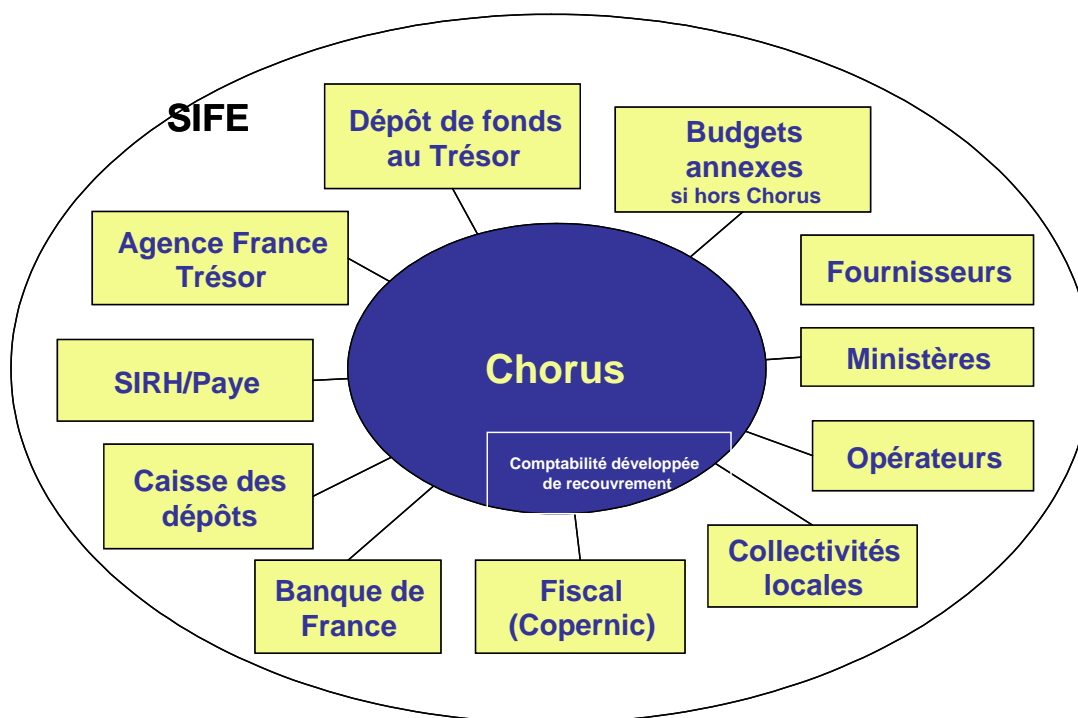 SIFE
Dépôt de fonds
au Trésor
Budgets
annexes
si hors Chorus
Agence France
Trésor
Fournisseurs
SIRH/Paye
Chorus
Ministères
Caisse des
dépôts
Comptabilité développée
de recouvrement
Opérateurs
Banque de
France
Fiscal
(Copernic)
Collectivités
locales